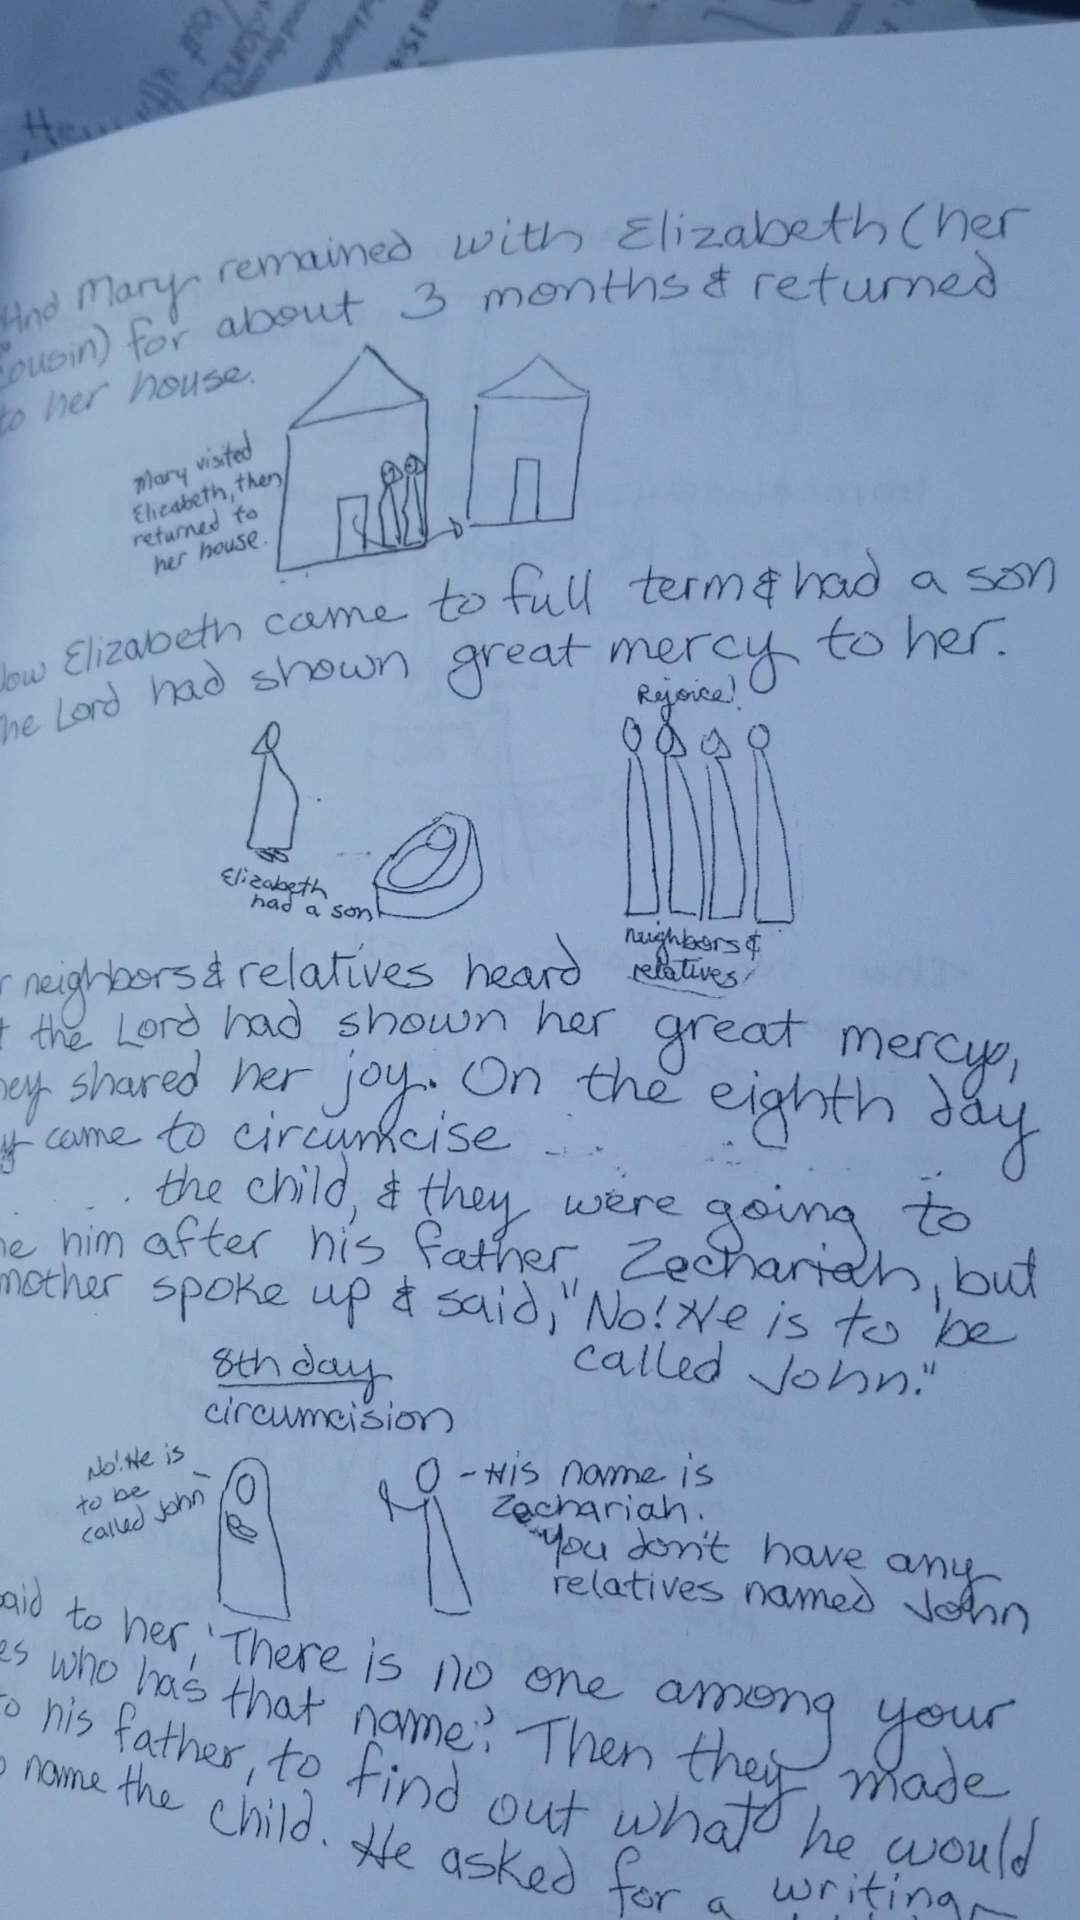 And Mary remained with Elizabeth (her
ousin) for about 3 months & returned
to her house.
Mary visited
Elizabeth, then
returned to
her house.
ow Elizabeth came to full term & had a son
he Lord had shown great mercy to her.
Rejoice!
Elizabeth
had a son
neighbors &
relatives
r neighbors & relatives heard
t the Lord had shown her great mercy,
hey shared her joy. On the eighth day
y came to circumcise
the child, & they were going to
e him after his father Zechariah, but
mother spoke up & said, "No! He is to be
called John."
8th day
circumcision
No! He is
to be
called John
- His name is
Zechariah.
You don't have any
relatives named John
aid to her, "There is no one among your
es who has that name." Then they made
o his father, to find out what he would
o name the child. He asked for a writing